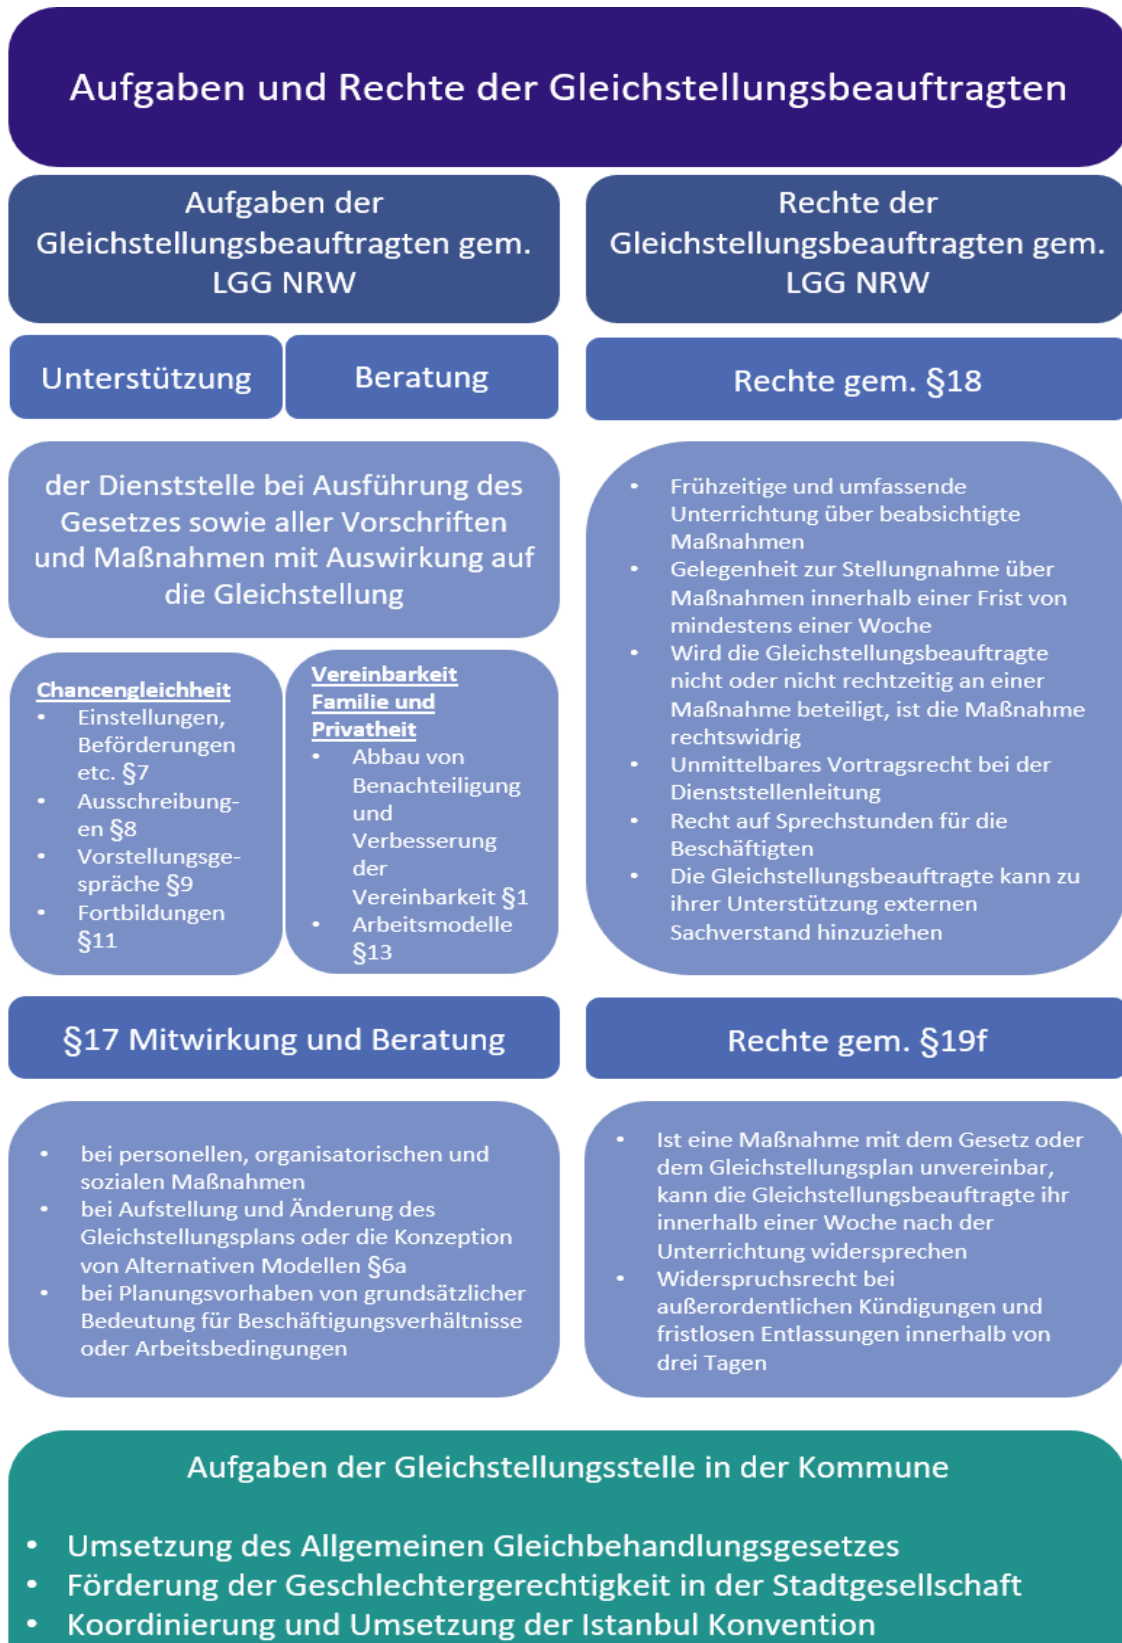 Aufgaben und Rechte der Gleichstellungsbeauftragten
Aufgaben der
Gleichstellungsbeauftragten gem.
LGG NRW
Rechte der
Gleichstellungsbeauftragten gem.
LGG NRW
Unterstützung
Beratung
Rechte gem. §18
der Dienststelle bei Ausführung des
Gesetzes sowie aller Vorschriften
und Maßnahmen mit Auswirkung auf
die Gleichstellung
Chancengleichheit
• Einstellungen,
Beförderungen
etc. §7
• Ausschreibung-
en §8
• Vorstellungsge-
spräche §9
• Fortbildungen
§11
Vereinbarkeit
Familie und
Privatheit
• Abbau von
Benachteiligung
und
Verbesserung
der
Vereinbarkeit §1
• Arbeitsmodelle
§13
• Frühzeitige und umfassende
Unterrichtung über beabsichtigte
Maßnahmen
• Gelegenheit zur Stellungnahme über
Maßnahmen innerhalb einer Frist von
mindestens einer Woche
• Wird die Gleichstellungsbeauftragte
nicht oder nicht rechtzeitig an einer
Maßnahme beteiligt, ist die Maßnahme
rechtswidrig
• Unmittelbares Vortragsrecht bei der
Dienststellenleitung
• Recht auf Sprechstunden für die
Beschäftigten
• Die Gleichstellungsbeauftragte kann zu
ihrer Unterstützung externen
Sachverstand hinzuziehen
§17 Mitwirkung und Beratung
• bei personellen, organisatorischen und
sozialen Maßnahmen
• bei Aufstellung und Änderung des
Gleichstellungsplans oder die Konzeption
von Alternativen Modellen §6a
• bei Planungsvorhaben von grundsätzlicher
Bedeutung für Beschäftigungsverhältnisse
oder Arbeitsbedingungen
Rechte gem. §19f
• Ist eine Maßnahme mit dem Gesetz oder
dem Gleichstellungsplan unvereinbar,
kann die Gleichstellungsbeauftragte ihr
innerhalb einer Woche nach der
Unterrichtung widersprechen
• Widerspruchsrecht bei
außerordentlichen Kündigungen und
fristlosen Entlassungen innerhalb von
drei Tagen
Aufgaben der Gleichstellungsstelle in der Kommune
• Umsetzung des Allgemeinen Gleichbehandlungsgesetzes
• Förderung der Geschlechtergerechtigkeit in der Stadtgesellschaft
• Koordinierung und Umsetzung der Istanbul Konvention